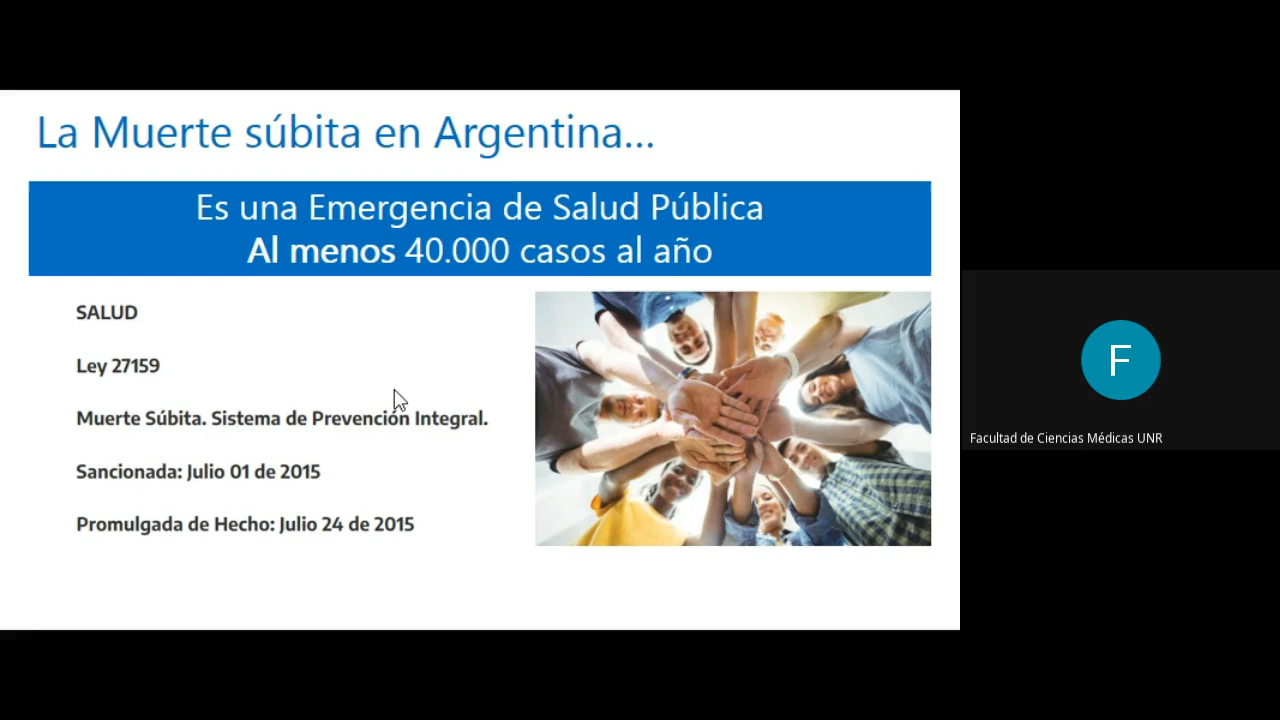 La Muerte súbita en Argentina...
Es una Emergencia de Salud Pública
Al menos 40.000 casos al año
SALUD
Ley 27159
Muerte Súbita. Sistema de Prevención Integral.
Sancionada: Julio 01 de 2015
Promulgada de Hecho: Julio 24 de 2015
F
Facultad de Ciencias Médicas UNR